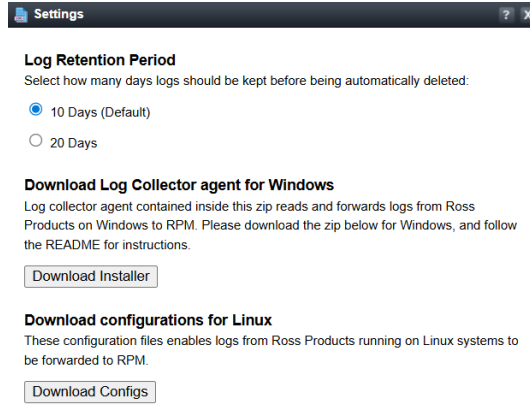 Settings ? X
Log Retention Period
Select how many days logs should be kept before being automatically deleted:
10 Days (Default)
20 Days
Download Log Collector agent for Windows
Log collector agent contained inside this zip reads and forwards logs from Ross
Products on Windows to RPM. Please download the zip below for Windows, and follow
the README for instructions.
Download Installer
Download configurations for Linux
These configuration files enables logs from Ross Products running on Linux systems to
be forwarded to RPM.
Download Configs